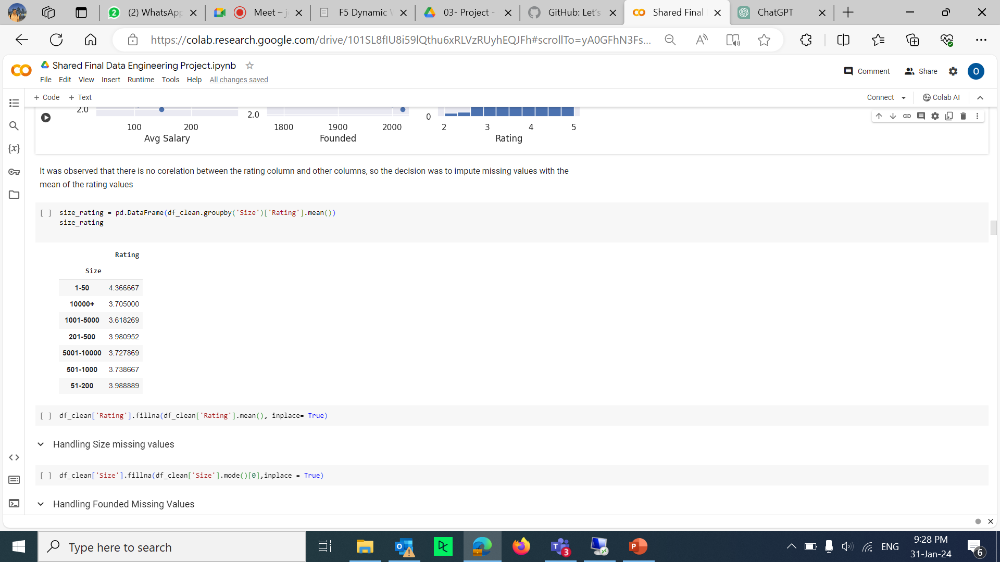 (2) WhatsApp
Meet –
F5 Dynamic
03- Project -
GitHub: Let's
Shared Final
ChatGPT
https://colab.research.google.com/drive/101SL8fIU8i59lQthu6xRLVzRUyhEQJFh#scrollTo=yA0GFhN3Fs...
Shared Final Data Engineering Project.ipynb
Comment
Share
O
File Edit View Insert Runtime Tools Help All changes saved
+ Code + Text
Connect
Colab AI
2.0
2.0
0
100 200
1800 1900 2000
2 3 4 5
Avg Salary
Founded
Rating
It was observed that there is no corelation between the rating column and other columns, so the decision was to impute missing values with the
mean of the rating values
[ ] size_rating = pd.DataFrame(df_clean.groupby('Size')['Rating'].mean())
size_rating
Rating
Size
1-50 4.366667
10000+ 3.705000
1001-5000 3.618269
201-500 3.980952
5001-10000 3.727869
501-1000 3.738667
51-200 3.988889
[ ] df_clean['Rating'].fillna(df_clean['Rating'].mean(), inplace= True)
Handling Size missing values
[ ] df_clean['Size'].fillna(df_clean['Size'].mode()[0],inplace = True)
Handling Founded Missing Values
Type here to search
ENG
9:28 PM
31-Jan-24
3
6